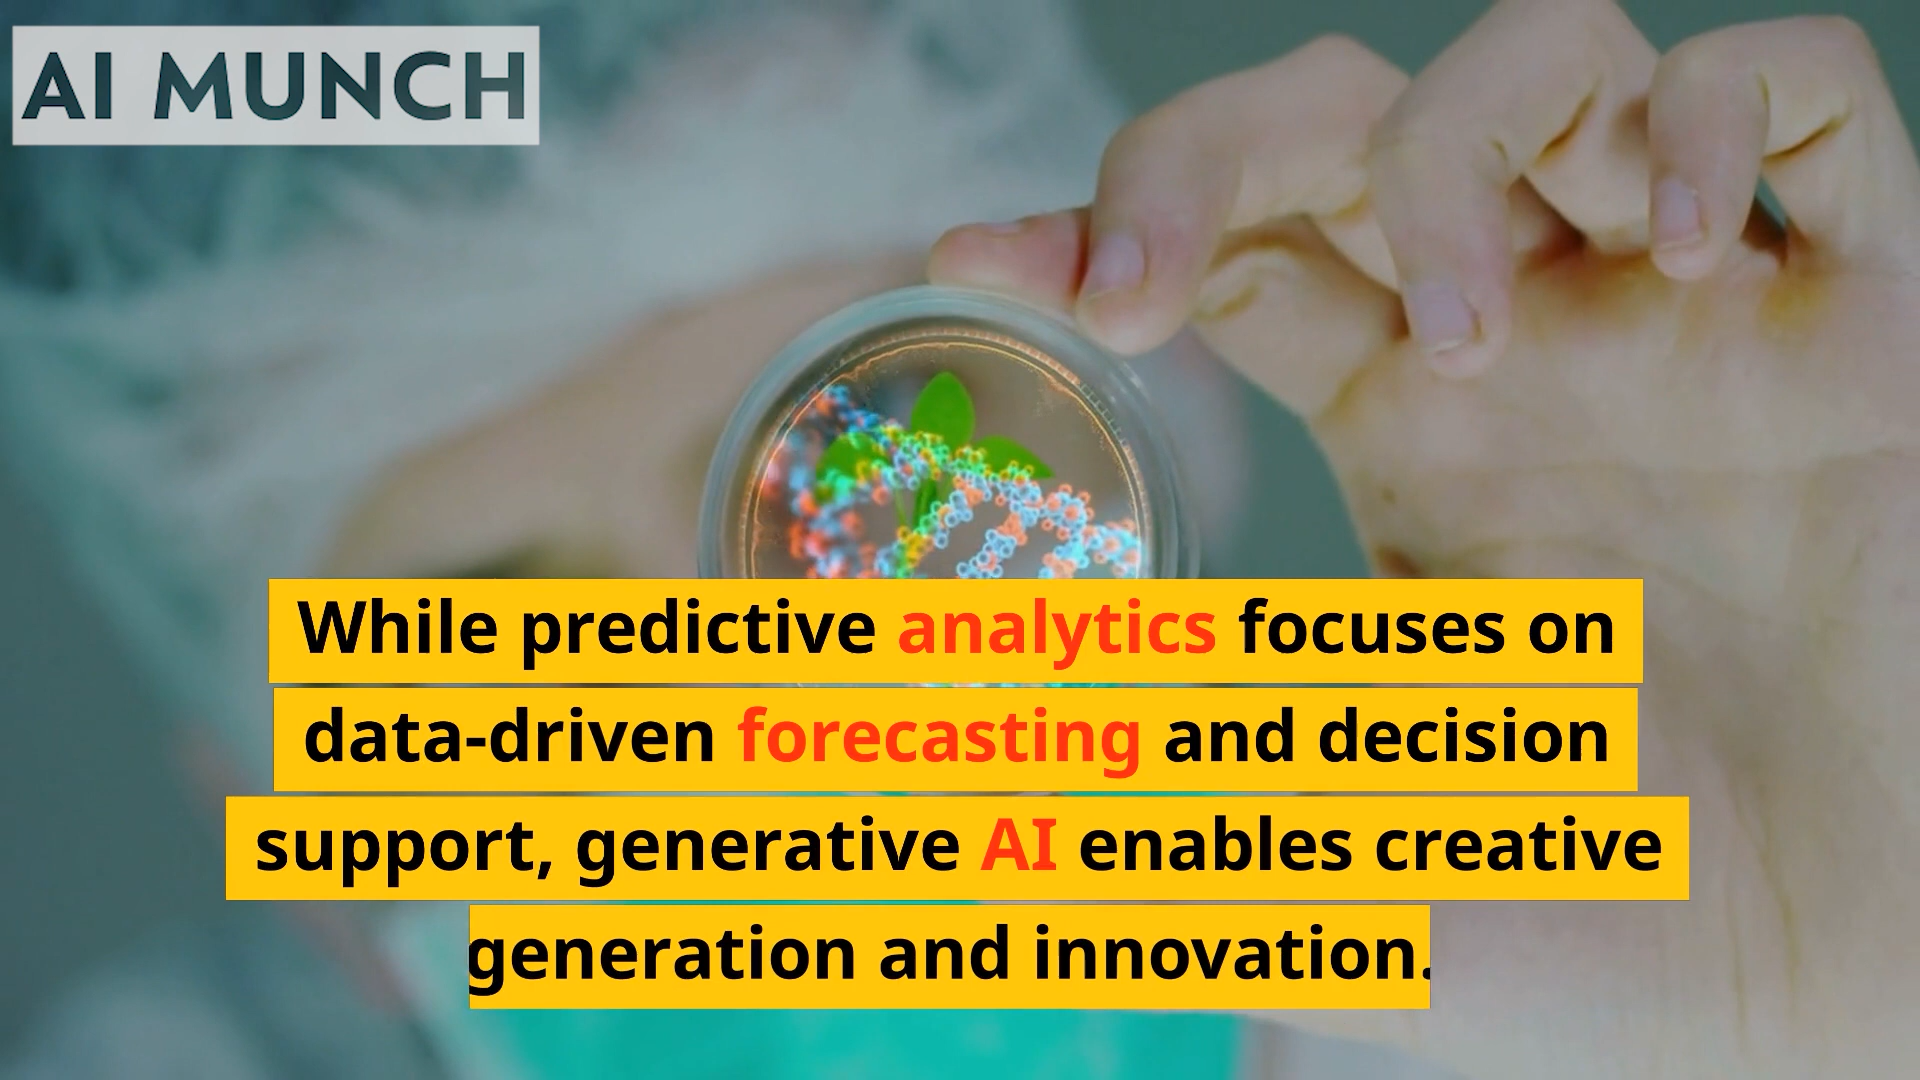 AI MUNCH
While predictive analytics focuses on
data-driven forecasting and decision
support, generative AI enables creative
generation and innovation.